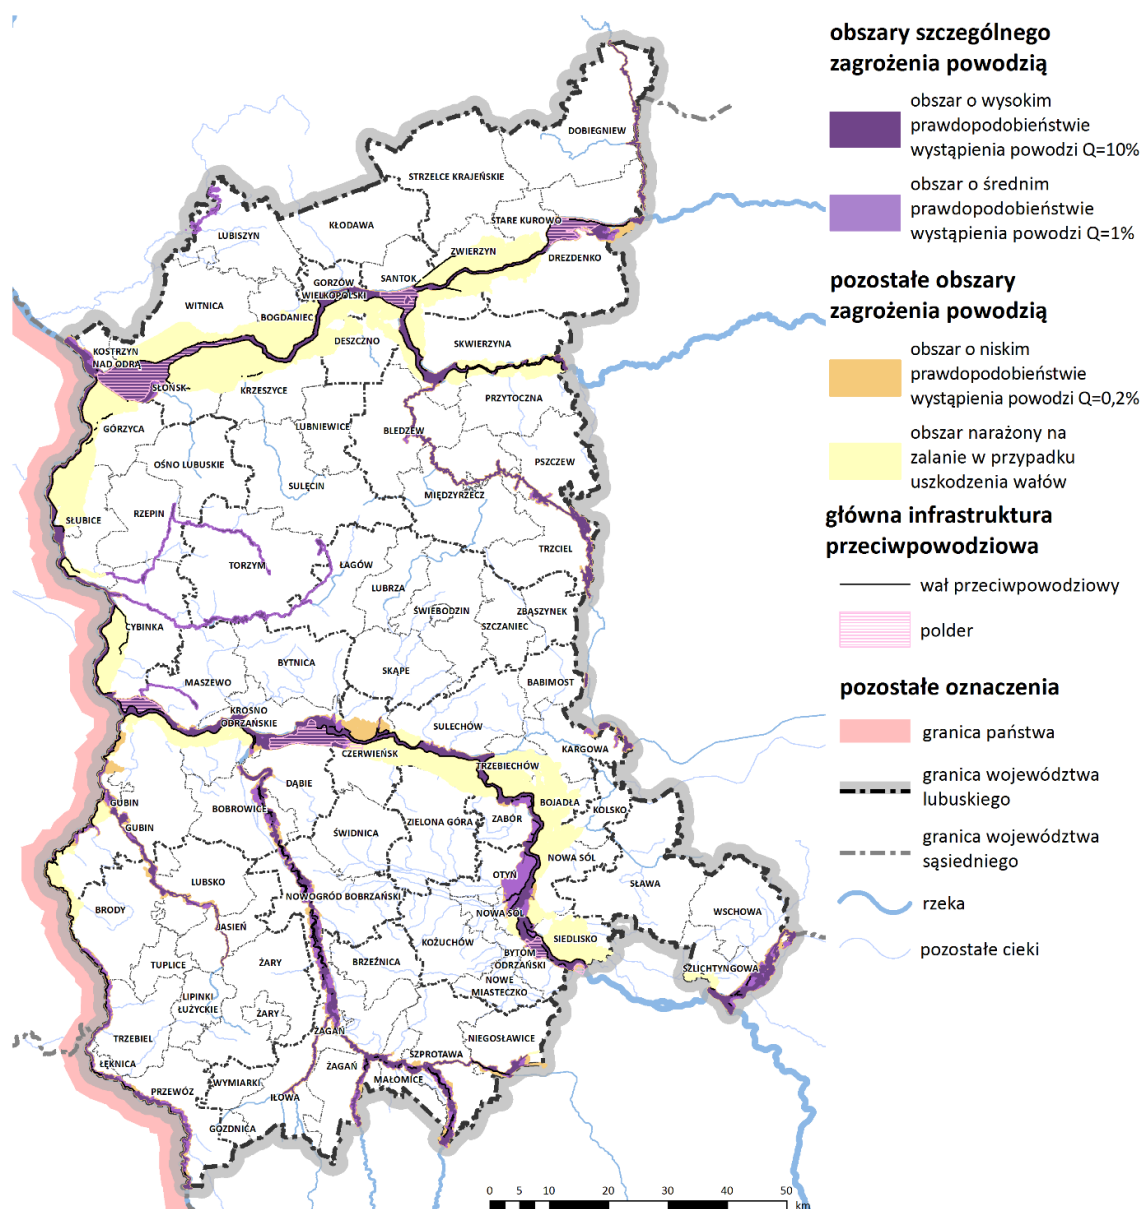 obszary szczególnego
zagrożenia powodzią
obszar o wysokim
prawdopodobieństwie
wystąpienia powodzi Q=10%
obszar o średnim
prawdopodobieństwie
wystąpienia powodzi Q=1%
pozostałe obszary
zagrożenia powodzią
obszar o niskim
prawdopodobieństwie
wystąpienia powodzi Q=0,2%
obszar narażony na
zalanie w przypadku
uszkodzenia wałów
główna infrastruktura
przeciwpowodziowa
wał przeciwpowodziowy
polder
pozostałe oznaczenia
granica państwa
granica województwa
lubuskiego
granica województwa
sąsiedniego
rzeka
pozostałe cieki
DOBIEGNIEW
STRZELCE KRAJEŃSKIE
STARE KUROWO
KŁODAWA
LUBISZYN
ZWIERZYN
DREZDENKO
SANTOK
GORZÓW
WIELKOPOLSKI
WITNICA
BOGDANIEC
DESZCZNO
SKWIERZYNA
KOSTRZYN
NAD ODRĄ
SŁOŃSK
KRZESZYCE
PRZYTOCZNA
GÓRZYCA
LUBNIEWICE
BLEDZEW
OŚNO LUBUSKIE
PSZCZEW
SULĘCIN
MIĘDZYRZECZ
RZEPIN
SŁUBICE
TRZCIEL
TORZYM
ŁAGÓW
LUBRZA
ŚWIEBODZIN
ZBĄSZYNEK
CYBINKA
SZCZANIEC
BYTNICA
SKĄPE
MASZEWO
BABIMOST
KROSNO
ODRZAŃSKIE
SULECHÓW
CZERWIEŃSK
KARGOWA
TRZEBIECHÓW
DĄBIE
GUBIN
BOBROWICE
BOJADŁA
KOLSKO
GUBIN
ŚWIDNICA
ZIELONA GÓRA
ZABÓR
NOWA SÓL
LUBSKO
OTYŃ
SŁAWA
NOWOGRÓD BOBRZAŃSKI
BRODY
NOWA SÓL
WSCHOWA
JASIEŃ
KOŻUCHÓW
SIEDLISKO
TUPLICE
ŻARY
BRZEŹNICA
BYTOM
ODRZAŃSKI
SZLICHTYNGOWA
NOWE
MIASTECZKO
LIPINKI
ŁUŻYCKIE
ŻARY
TRZEBIEL
ŻAGAŃ
NIEGOSŁAWICE
SZPROTAWA
ŁĘKNICA
ŻAGAŃ
MAŁOMICE
WYMIARKI
PRZEWÓZ
IŁOWA
GOZDNICA
0 5 10 20 30 40 50
km